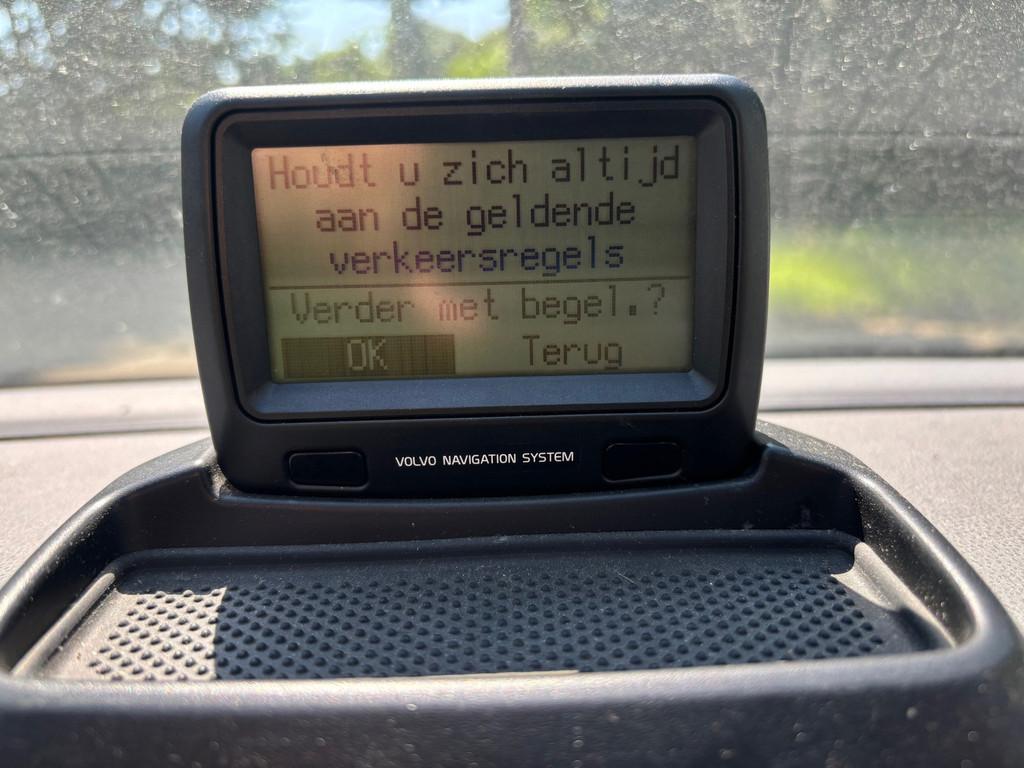 Houdt u zich altijd
aan de geldende
verkeersregels
Verder met begel.?
OK Terug
VOLVO NAVIGATION SYSTEM